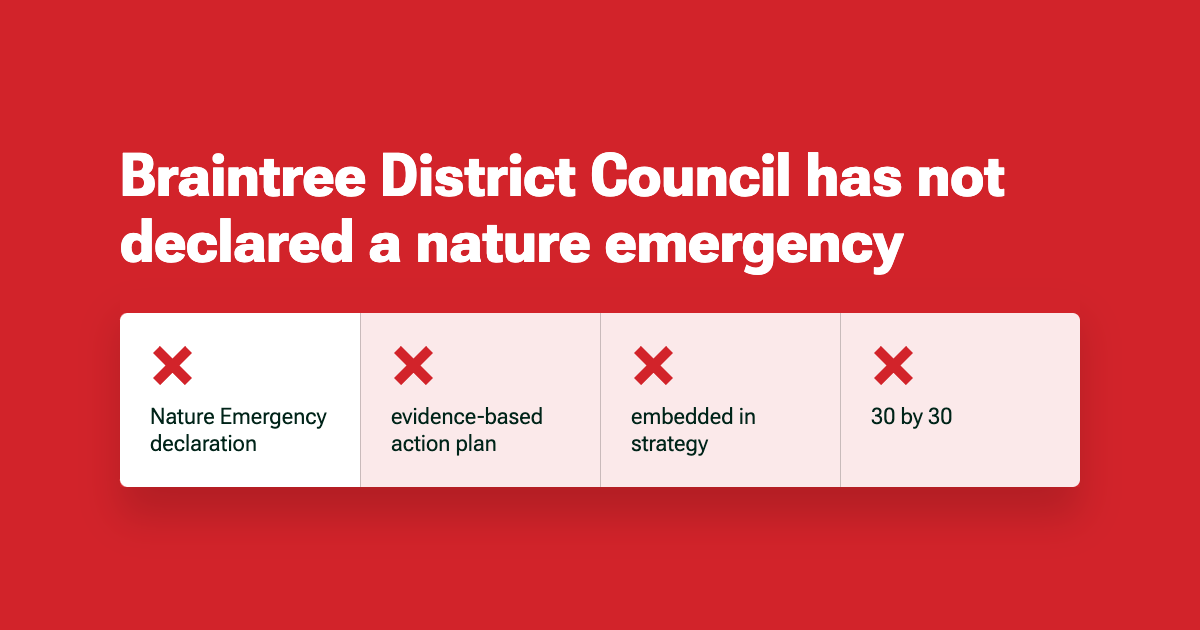 Braintree District Council has not
declared a nature emergency
Nature Emergency
declaration
evidence-based
action plan
embedded in
strategy
30 by 30